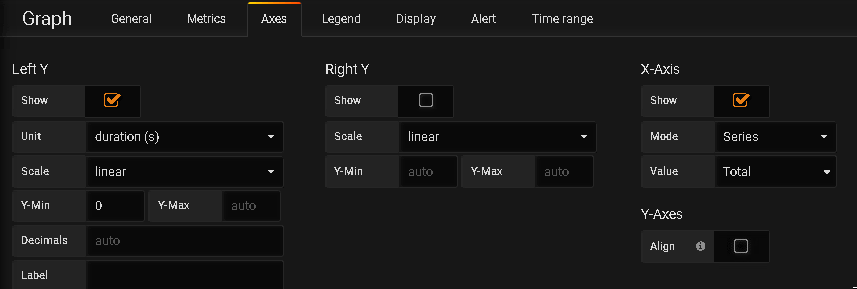 Graph General Metrics Axes Legend Display Alert Time range
Left Y
Show
Unit duration (s)
Scale linear
Y-Min 0 Y-Max auto
Decimals auto
Label
Right Y
Show
Scale linear
Y-Min auto Y-Max auto
X-Axis
Show
Mode Series
Value Total
Y-Axes
Align